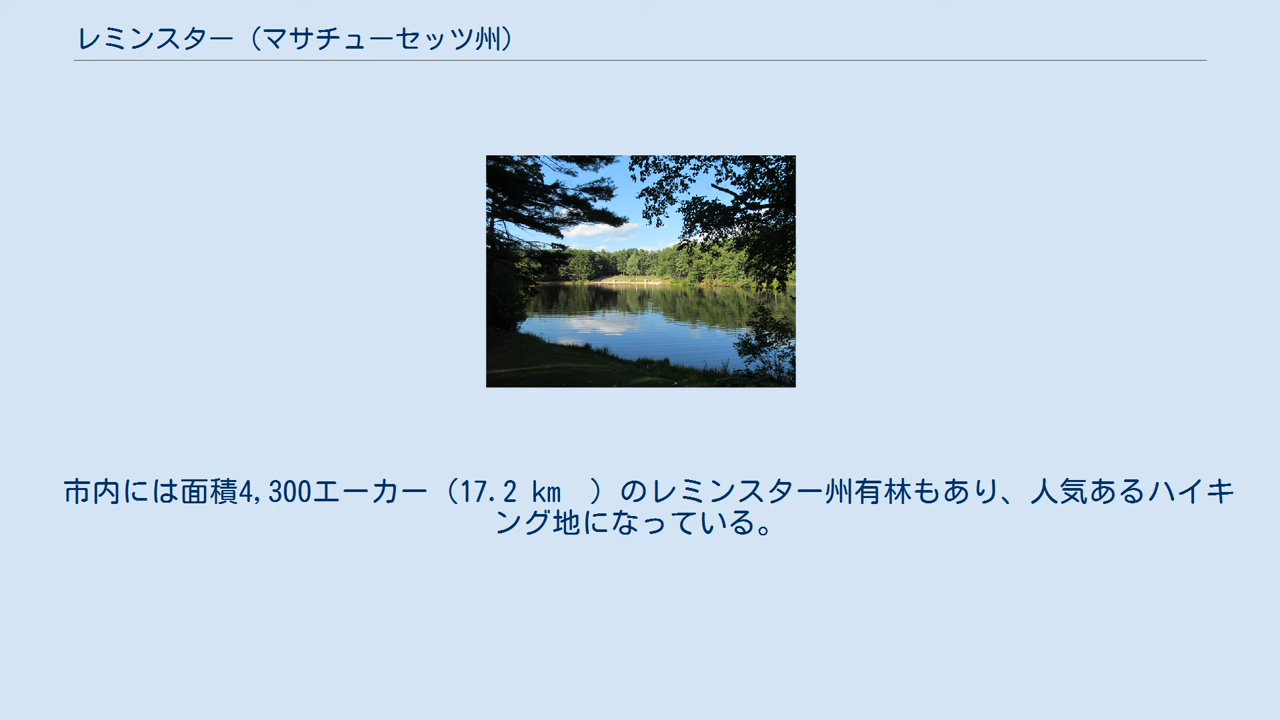 レミンスター（マサチューセッツ州）
市内には面積4,300エーカー（17.2 km　）のレミンスター州有林もあり、人気あるハイキ
ング地になっている。